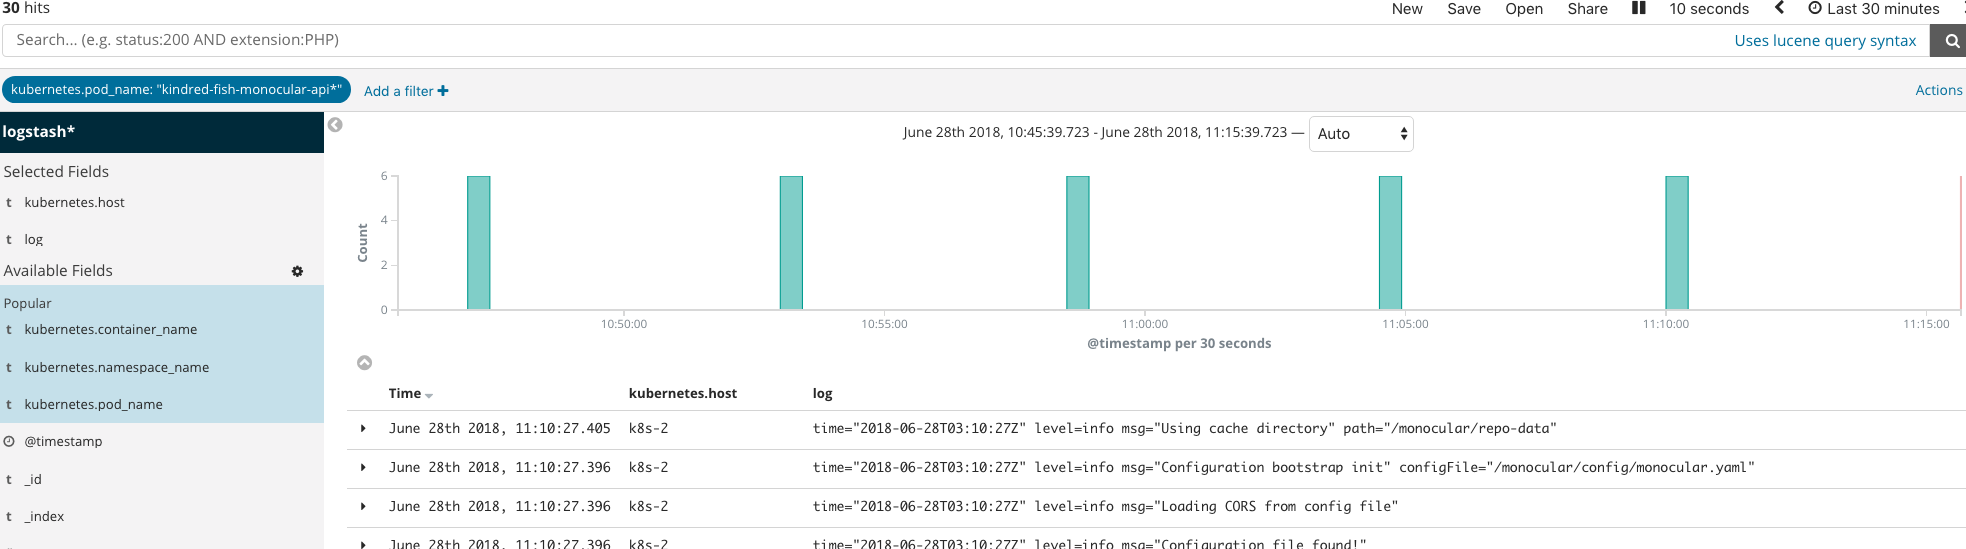 30 hits
New Save Open Share 10 seconds Last 30 minutes
Search... (e.g. status:200 AND extension:PHP)
Uses lucene query syntax
kubernetes.pod_name: "kindred-fish-monocular-api*"
Add a filter
Actions
logstash*
Selected Fields
t kubernetes.host
t log
Available Fields
Popular
t kubernetes.container_name
t kubernetes.namespace_name
t kubernetes.pod_name
@timestamp
t _id
t _index
June 28th 2018, 10:45:39.723 - June 28th 2018, 11:15:39.723 — Auto
Count
6
4
2
0
10:50:00 10:55:00 11:00:00 11:05:00 11:10:00 11:15:00
@timestamp per 30 seconds
Time kubernetes.host log
June 28th 2018, 11:10:27.405 k8s-2 time="2018-06-28T03:10:27Z" level=info msg="Using cache directory" path="/monocular/repo-data"
June 28th 2018, 11:10:27.396 k8s-2 time="2018-06-28T03:10:27Z" level=info msg="Configuration bootstrap init" configFile="/monocular/config/monocular.yaml"
June 28th 2018, 11:10:27.396 k8s-2 time="2018-06-28T03:10:27Z" level=info msg="Loading CORS from config file"
June 28th 2018, 11:10:27.396 k8s-2 time="2018-06-28T03:10:27Z" level=info msg="Configuration file found!"